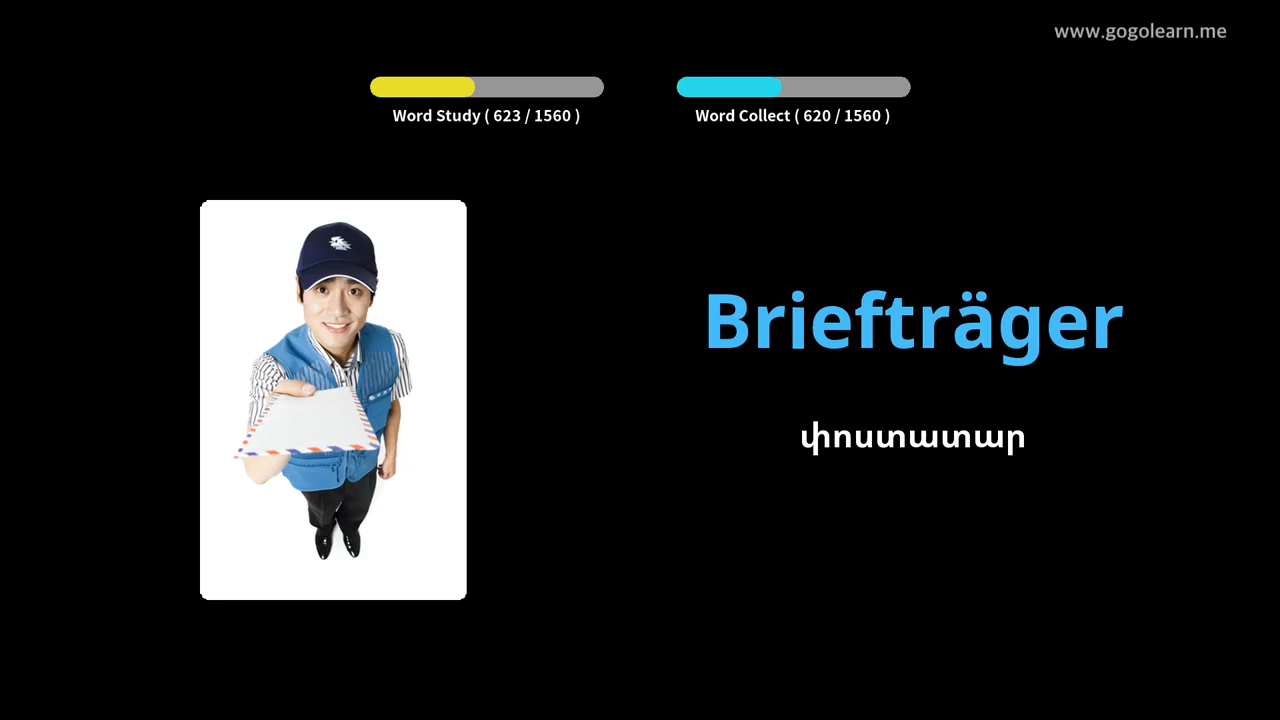 www.gogolearn.me
Word Study ( 623 / 1560 )
Word Collect ( 620 / 1560 )
Briefträger
փոստատար